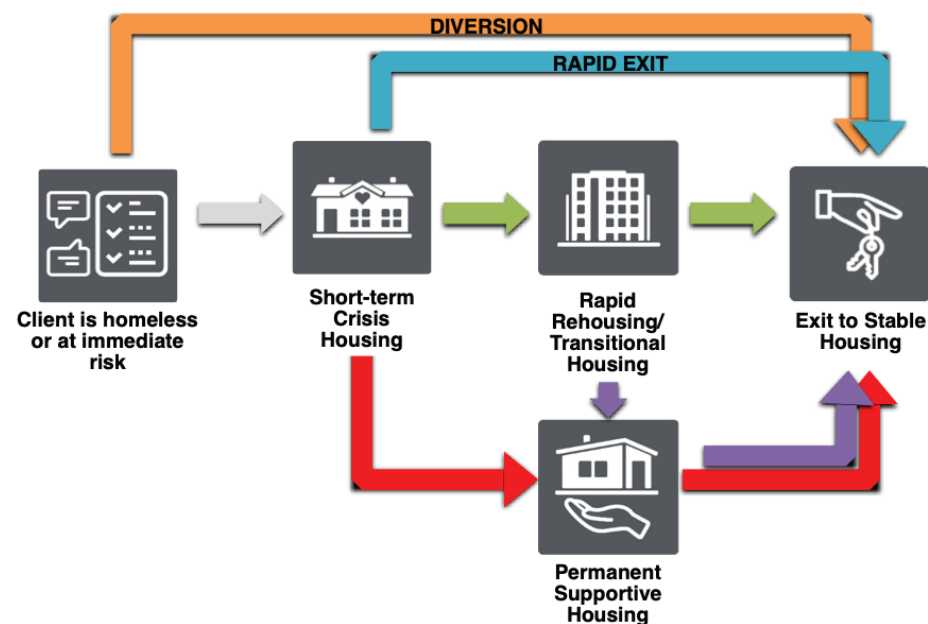 DIVERSION
RAPID EXIT
Client is homeless
or at immediate
risk
Short-term
Crisis
Housing
Rapid
Rehousing/
Transitional
Housing
Exit to Stable
Housing
Permanent
Supportive
Housing